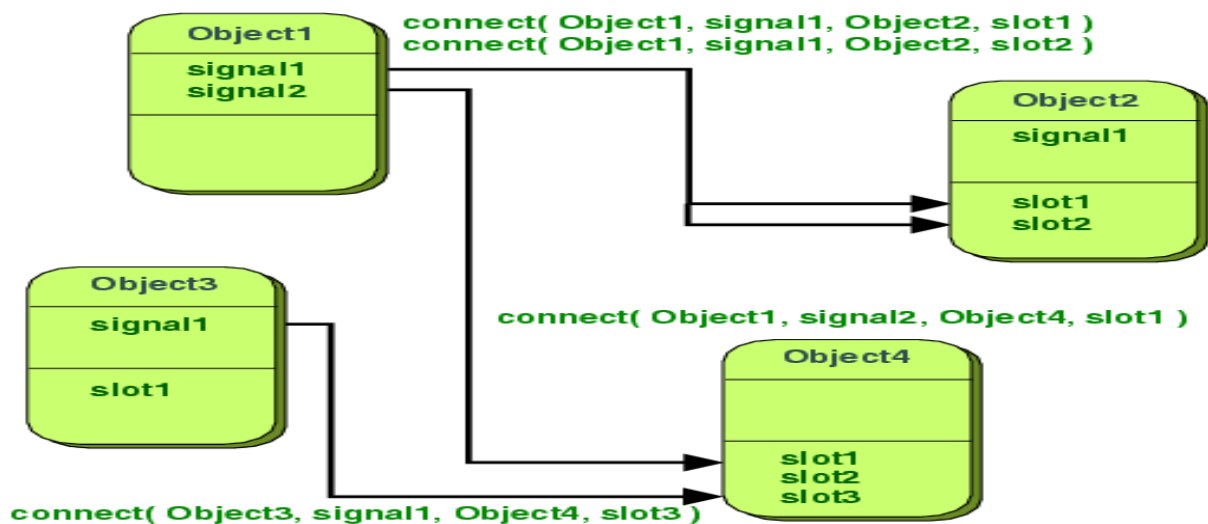 Object1
signal1
signal2
connect( Object1, signal1, Object2, slot1 )
connect( Object1, signal1, Object2, slot2 )
Object2
signal1
slot1
slot2
Object3
signal1
slot1
connect( Object1, signal2, Object4, slot1 )
Object4
slot1
slot2
slot3
connect( Object3, signal1, Object4, slot3 )